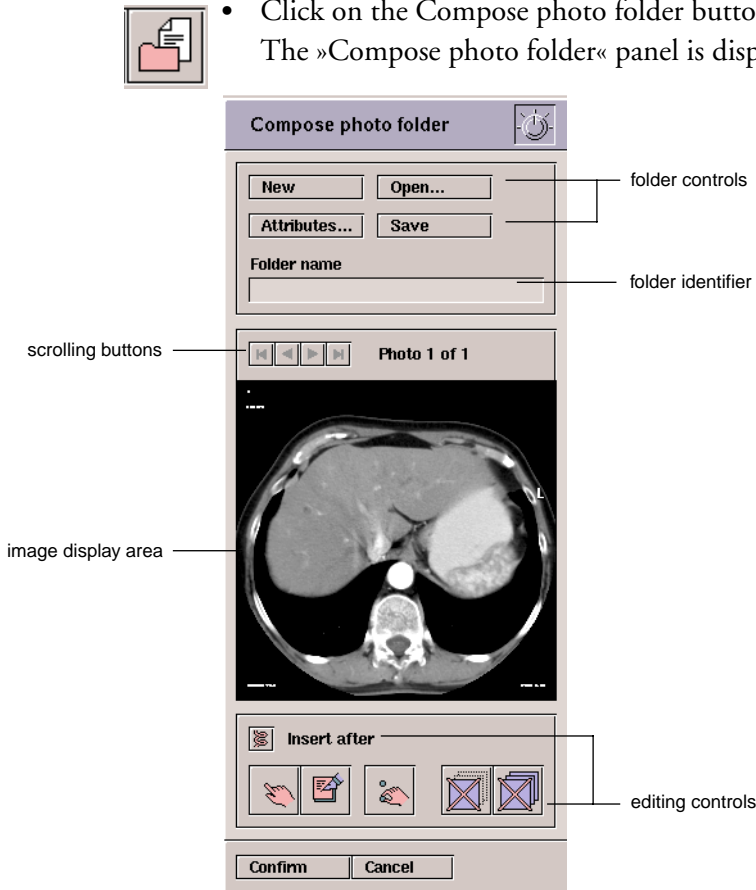 • Click on the Compose photo folder butto
The »Compose photo folder« panel is disp
Compose photo folder
New Open...
folder controls
Attributes... Save
Folder name
folder identifier
scrolling buttons
Photo 1 of 1
L
image display area
Insert after
editing controls
Confirm Cancel